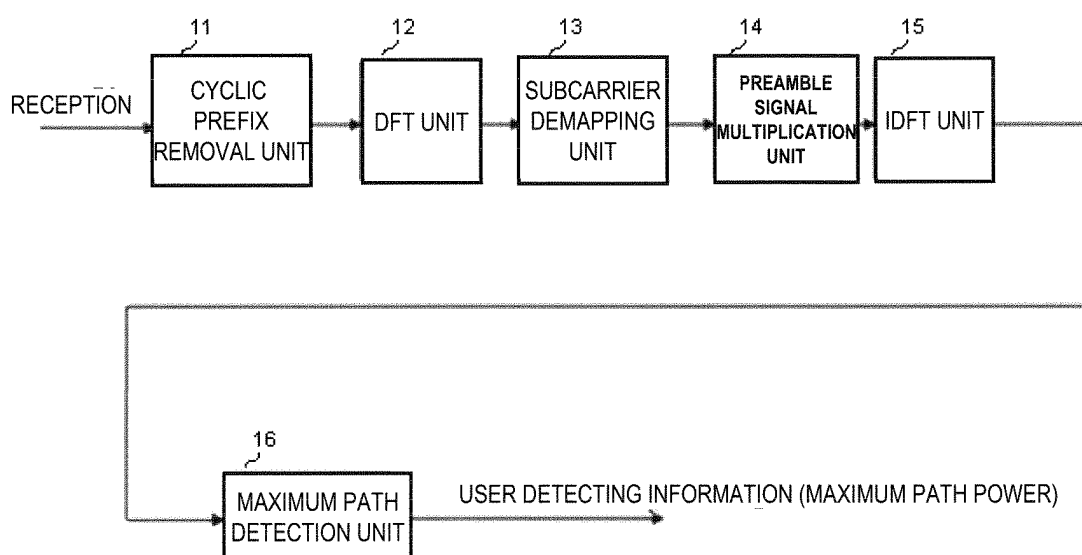 11
12
13
14
15
RECEPTION
CYCLIC
PREFIX
REMOVAL UNIT
DFT UNIT
SUBCARRIER
DEMAPPING
UNIT
PREAMBLE
SIGNAL
MULTIPLICATION
UNIT
IDFT UNIT
16
MAXIMUM PATH
DETECTION UNIT
USER DETECTING INFORMATION (MAXIMUM PATH POWER)